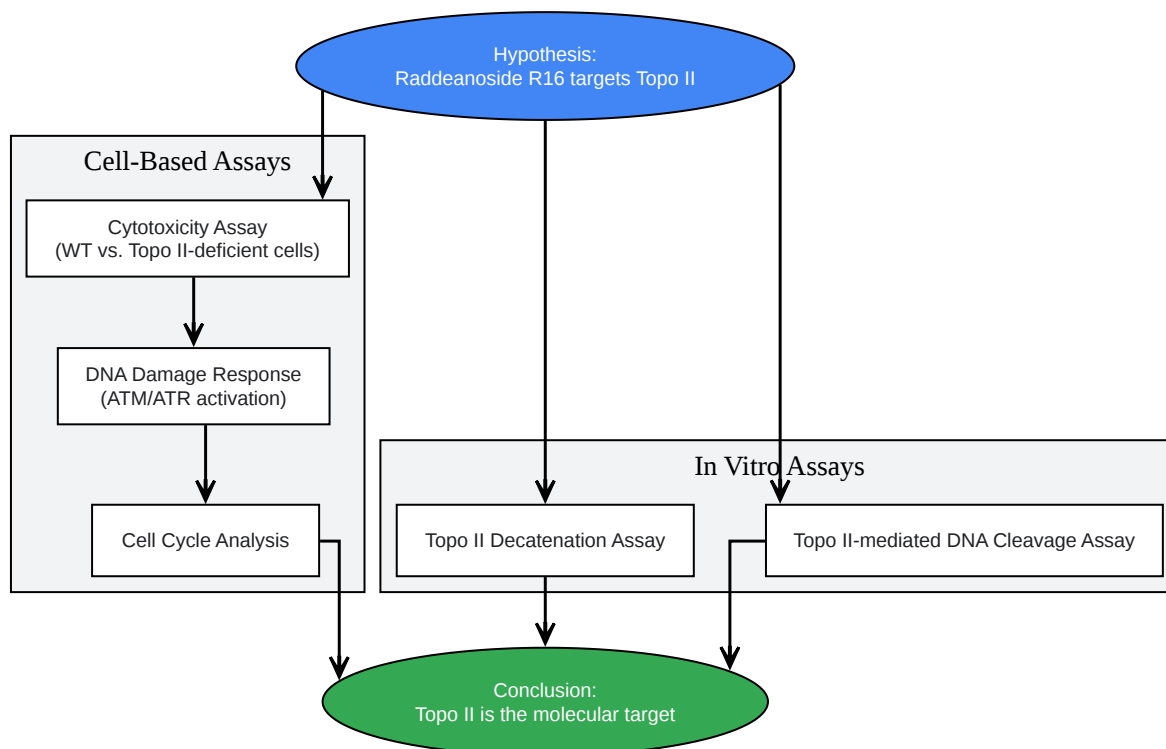 Hypothesis:
Raddeanoside R16 targets Topo II
Cell-Based Assays
Cytotoxicity Assay
(WT vs. Topo II-deficient cells)
DNA Damage Response
(ATM/ATR activation)
Cell Cycle Analysis
In Vitro Assays
Topo II Decatenation Assay
Topo II-mediated DNA Cleavage Assay
Conclusion:
Topo II is the molecular target